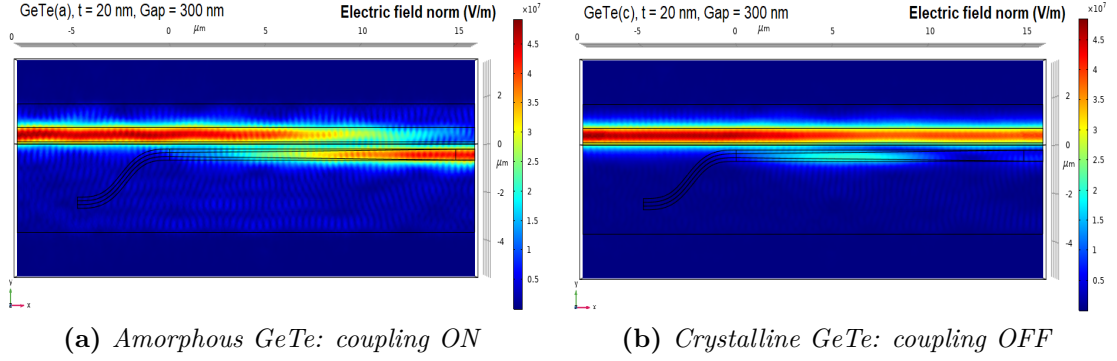 GeTe(a), t = 20 nm, Gap = 300 nm Electric field norm (V/m)
×10⁷
0 -5 0 5 10 15
μm
4.5
4
3.5
3
2.5
2
1.5
1
0.5
2
0
μm
-2
-4
y
x
GeTe(c), t = 20 nm, Gap = 300 nm Electric field norm (V/m)
×10⁷
0 -5 0 5 10 15
μm
4.5
4
3.5
3
2.5
2
1.5
1
0.5
2
0
μm
-2
-4
y
x
(a) Amorphous GeTe: coupling ON
(b) Crystalline GeTe: coupling OFF